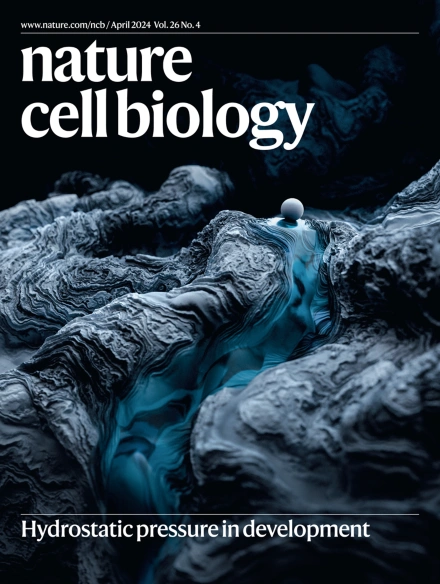 www.nature.com/ncb / April 2024 Vol. 26 No. 4
nature
cell biology
Hydrostatic pressure in development